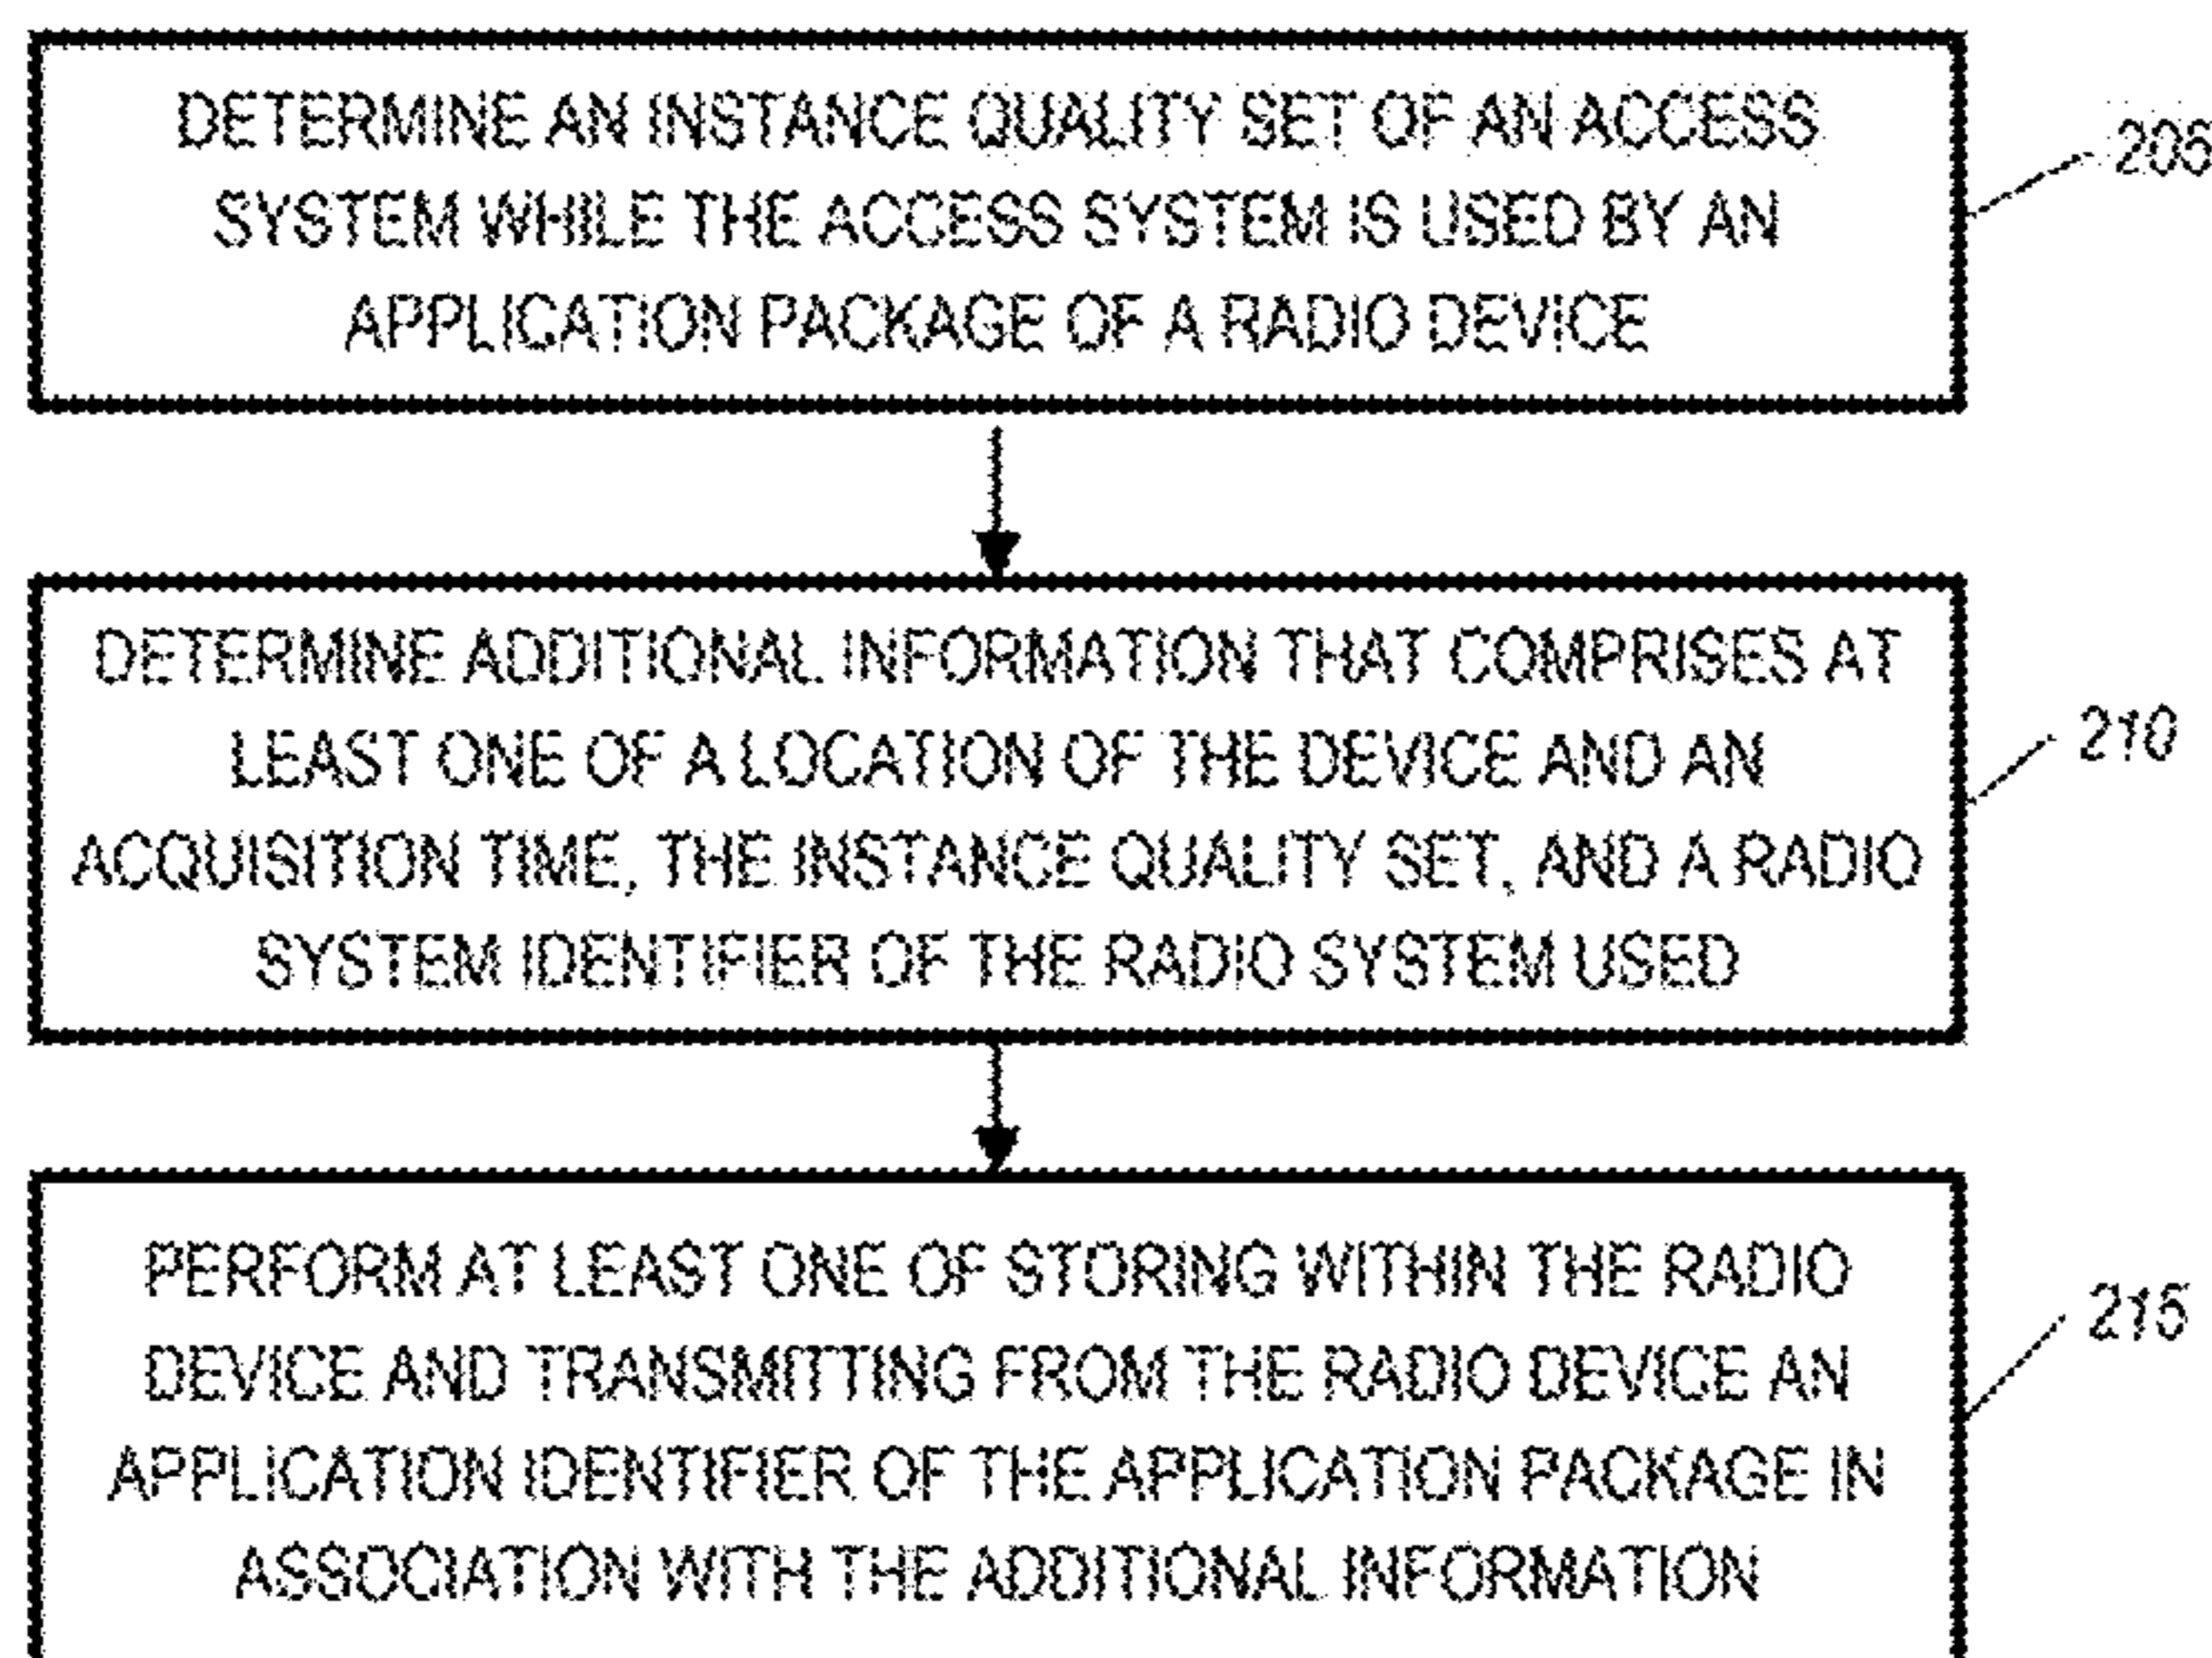 DETERMINE AN INSTANCE QUALITY SET OF AN ACCESS
SYSTEM WHILE THE ACCESS SYSTEM IS USED BY AN
APPLICATION PACKAGE OF A RADIO DEVICE
205
DETERMINE ADDITIONAL INFORMATION THAT COMPRISES AT
LEAST ONE OF A LOCATION OF THE DEVICE AND AN
ACQUISITION TIME, THE INSTANCE QUALITY SET, AND A RADIO
SYSTEM IDENTIFIER OF THE RADIO SYSTEM USED
210
PERFORM AT LEAST ONE OF STORING WITHIN THE RADIO
DEVICE AND TRANSMITTING FROM THE RADIO DEVICE AN
APPLICATION IDENTIFIER OF THE APPLICATION PACKAGE IN
ASSOCIATION WITH THE ADDITIONAL INFORMATION
215